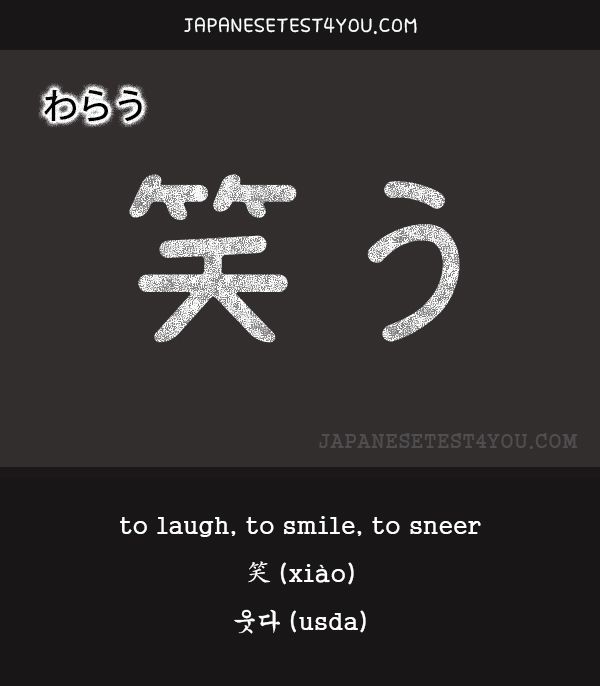 JAPANESETEST4YOU.COM
わらう
笑う
JAPANESETEST4YOU.COM
to laugh, to smile, to sneer
笑 (xiào)
웃다 (usda)